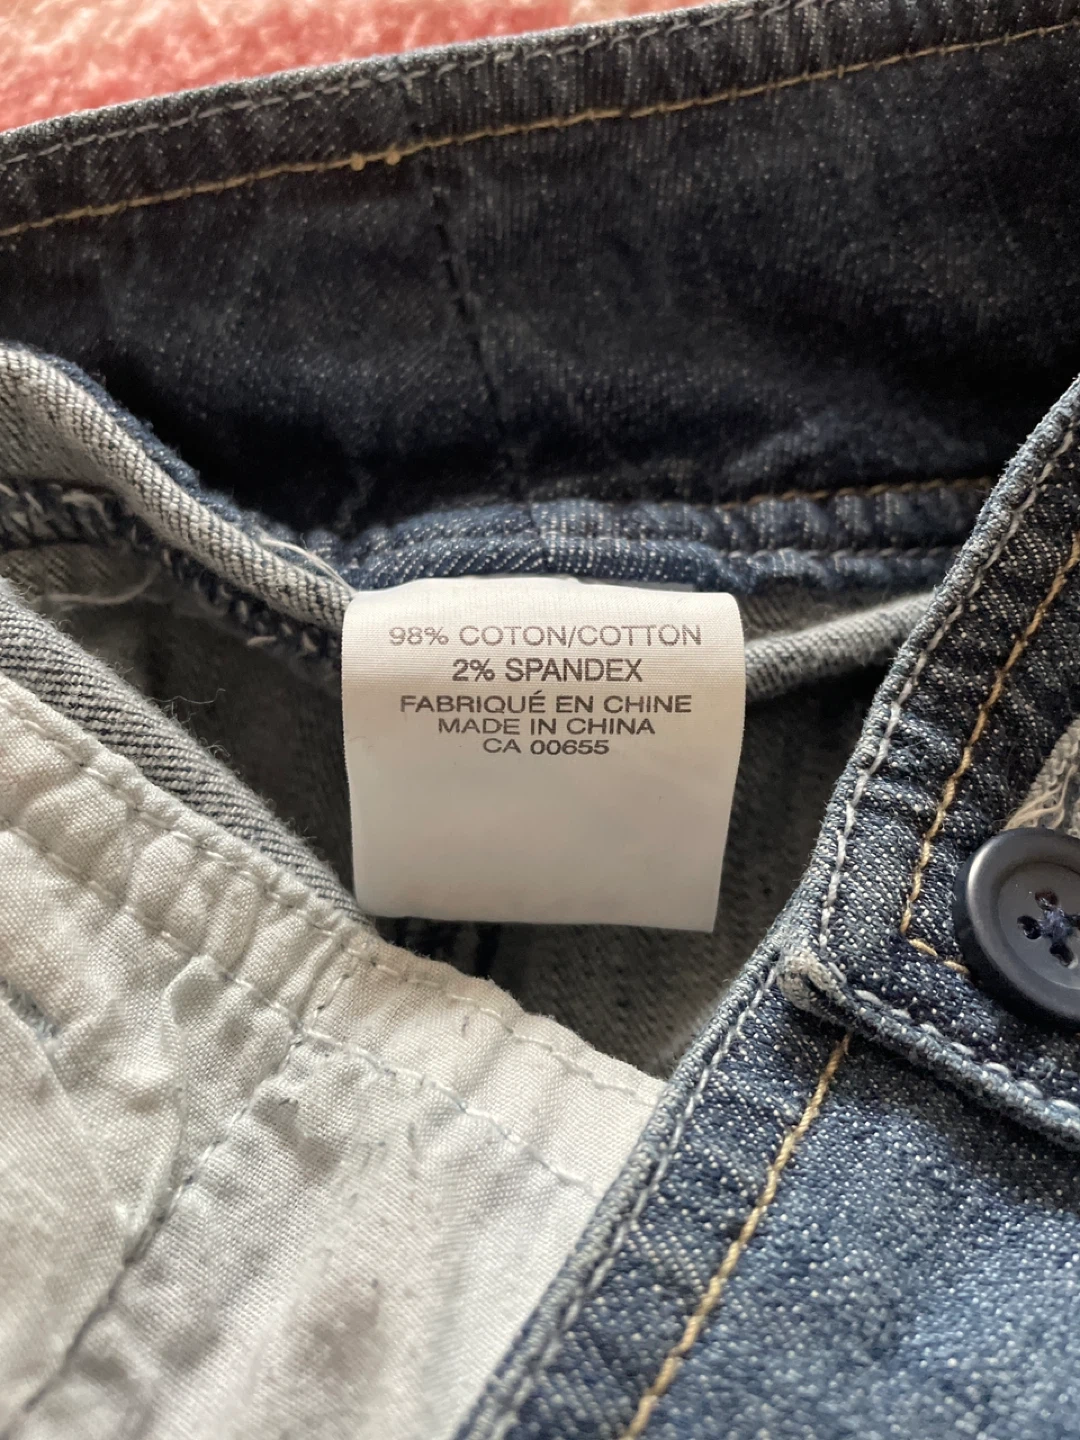 98% COTON/COTTON
2% SPANDEX
FABRIQUÉ EN CHINE
MADE IN CHINA
CA 00655